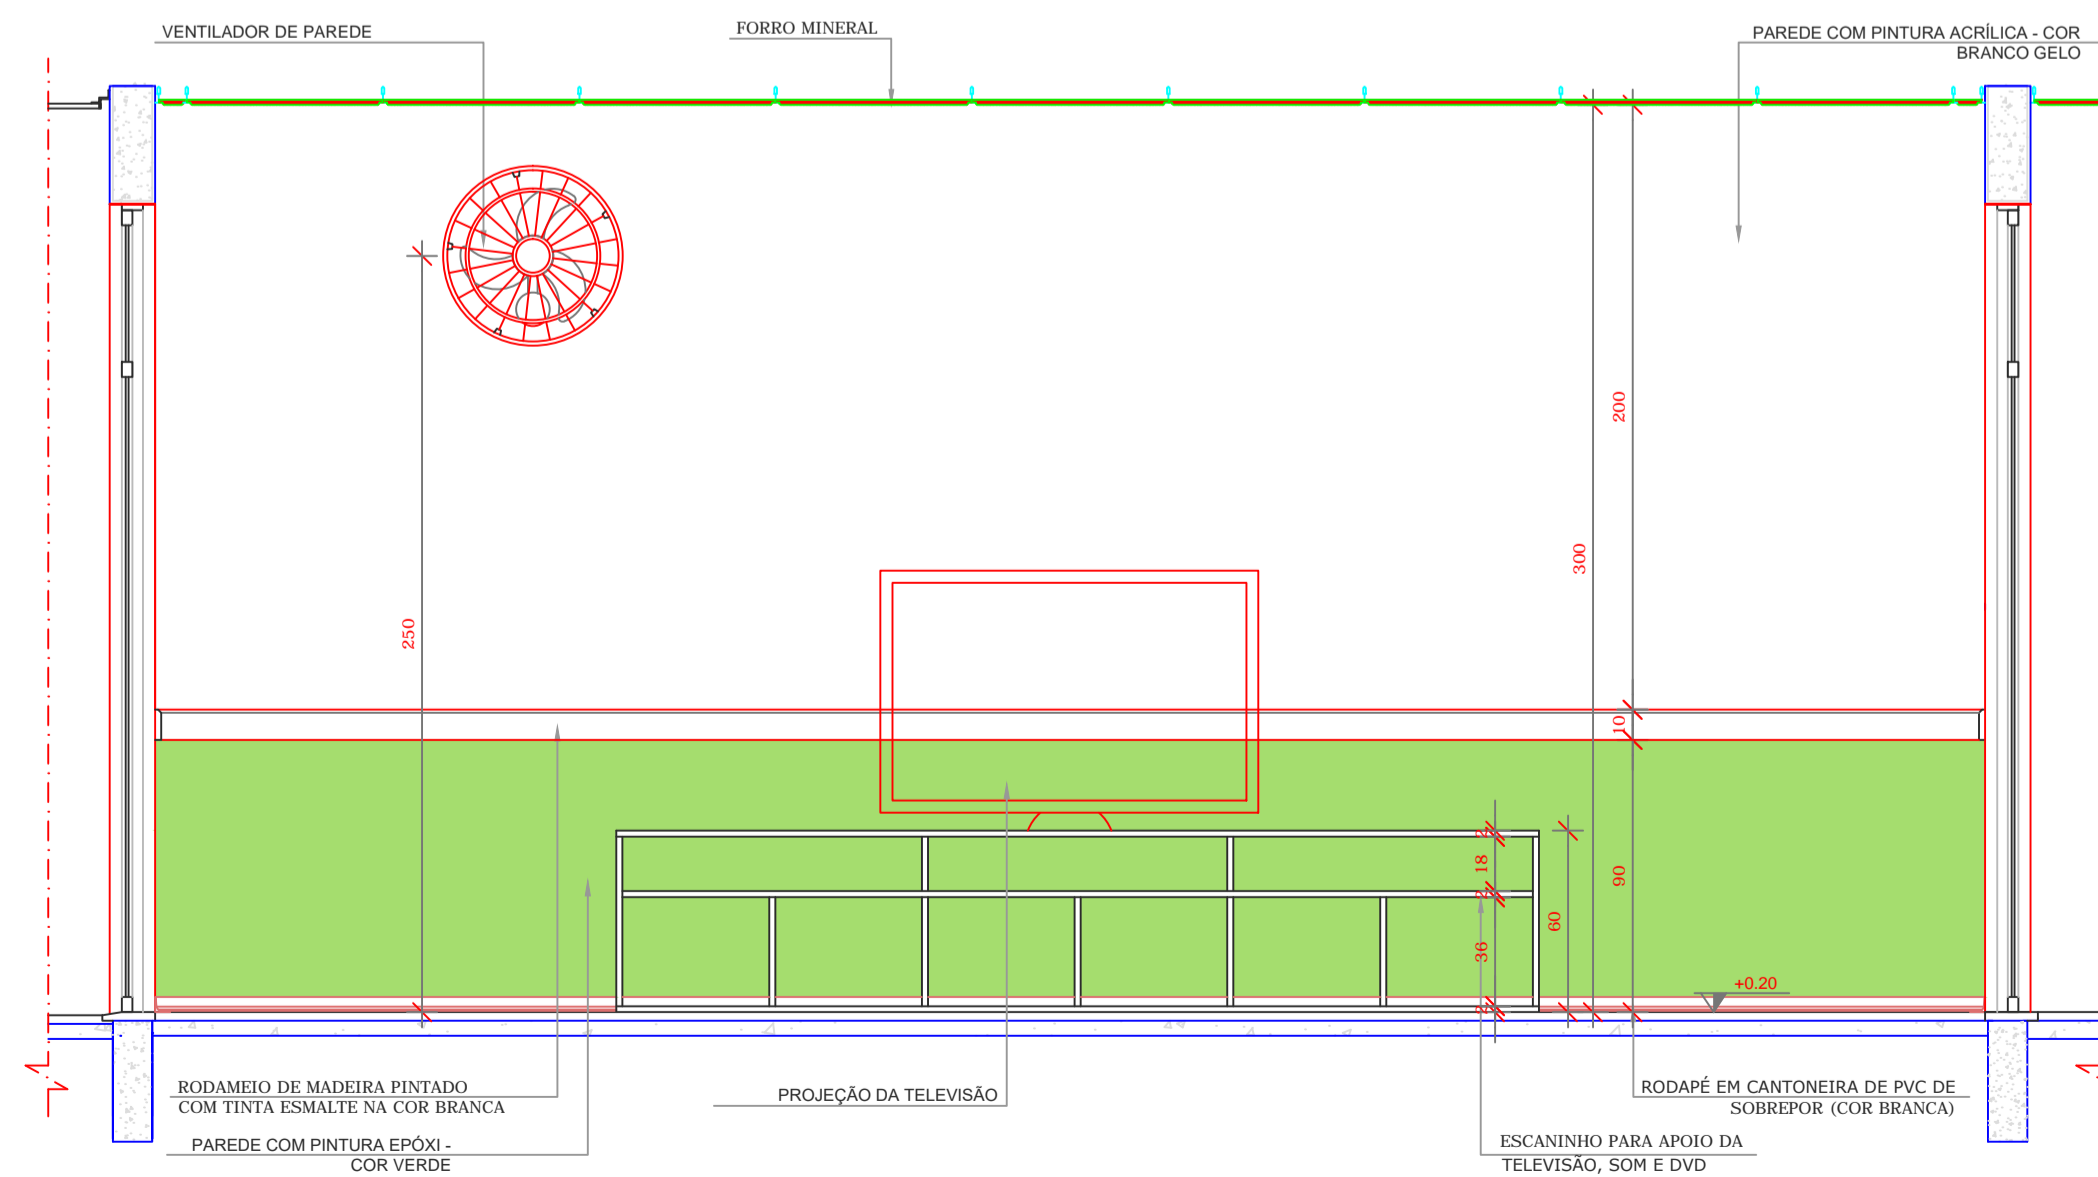 VENTILADOR DE PAREDE
FORRO MINERAL
PAREDE COM PINTURA ACRÍLICA - COR
BRANCO GELO
200
300
250
10
2
18
2
90
60
36
+0.20
2
RODAMEIO DE MADEIRA PINTADO
COM TINTA ESMALTE NA COR BRANCA
PROJEÇÃO DA TELEVISÃO
RODAPÉ EM CANTONEIRA DE PVC DE
SOBREPOR (COR BRANCA)
PAREDE COM PINTURA EPÓXI -
COR VERDE
ESCANINHO PARA APOIO DA
TELEVISÃO, SOM E DVD